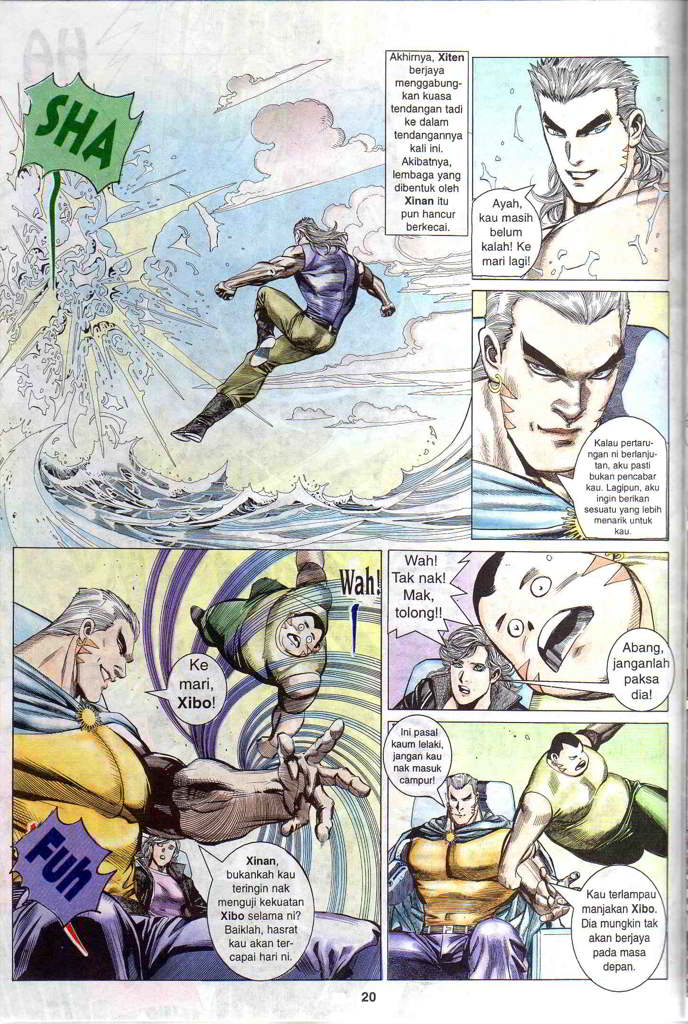 SHA
Akhirnya, Xiten
berjaya
menggabung-
kan kuasa
tendangan tadi
ke dalam
tendangannya
kali ini.
Akibatnya,
lembaga yang
dibentuk oleh
Xinan itu
pun hancur
berkecai.
Ayah,
kau masih
belum
kalah! Ke
mari lagi!
Kalau pertaru-
ngan ni berlanju-
tan, aku pasti
bukan pencabar
kau. Lagipun, aku
ingin berikan
sesuatu yang lebih
menarik untuk
kau.
Wah!
Ke
mari,
Xibo!
Fuh
Xinan,
bukankah kau
teringin nak
menguji kekuatan
Xibo selama ni?
Baiklah, hasrat
kau akan ter-
capai hari ni.
Wah!
Tak nak!
Mak,
tolong!!
Abang,
janganlah
paksa
dia!
Ini pasal
kaum lelaki,
jangan kau
nak masuk
campur!
Kau terlampau
manjakan Xibo.
Dia mungkin tak
akan berjaya
pada masa
depan.
20